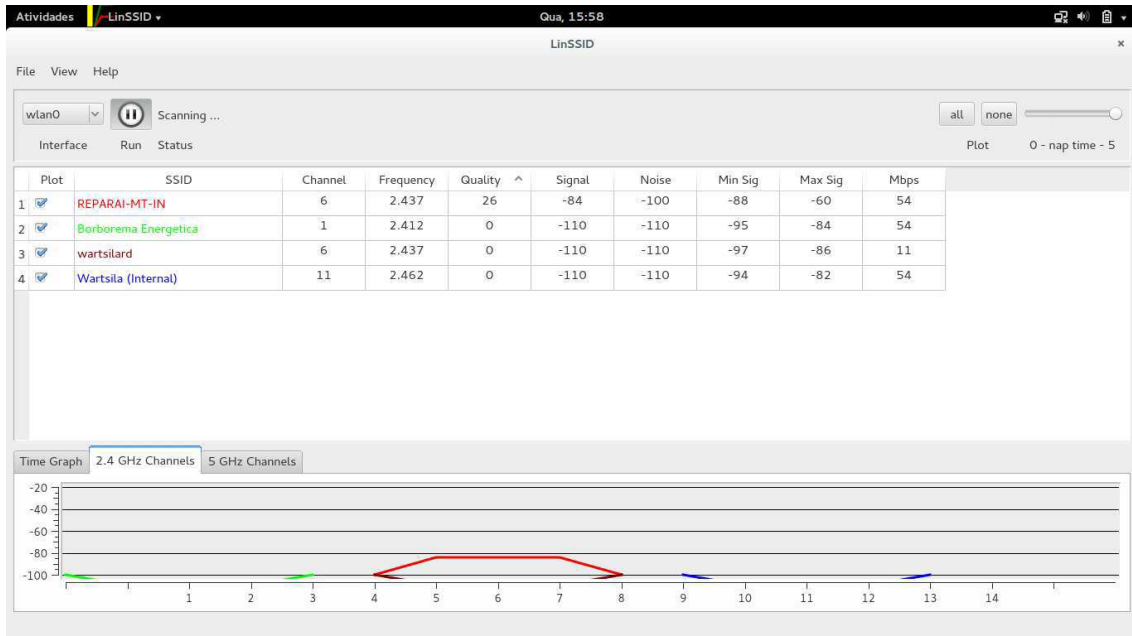 Atividades LinSSID Qua, 15:58
LinSSID ×
File View Help
wlan0 Scanning ... all none
Interface Run Status Plot 0 - nap time - 5
Plot SSID Channel Frequency Quality Signal Noise Min Sig Max Sig Mbps
1 REPARAI-MT-IN 6 2.437 26 -84 -100 -88 -60 54
2 Borborema Energetica 1 2.412 0 -110 -110 -95 -84 54
3 wartsilard 6 2.437 0 -110 -110 -97 -86 11
4 Wartsila (Internal) 11 2.462 0 -110 -110 -94 -82 54
Time Graph 2.4 GHz Channels 5 GHz Channels
-20
-40
-60
-80
-100
1 2 3 4 5 6 7 8 9 10 11 12 13 14